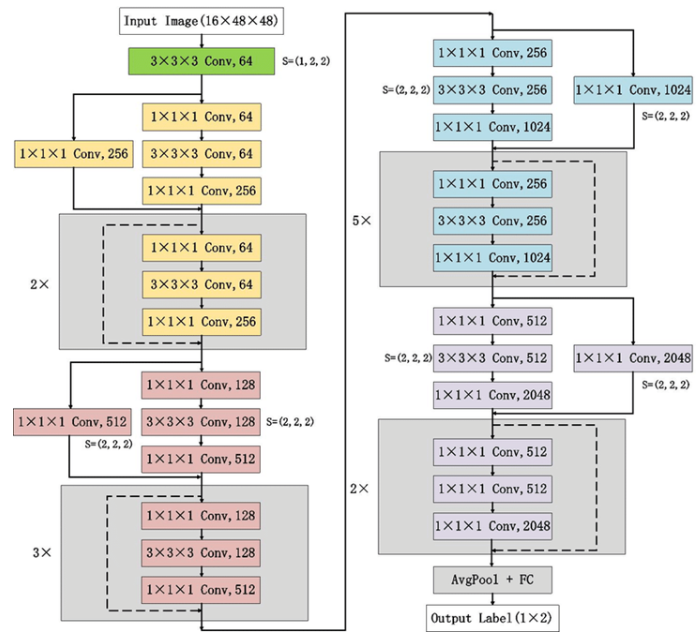 Input Image(16×48×48)
3×3×3 Conv,64
S=(1,2,2)
1×1×1 Conv,64
1×1×1 Conv,256
3×3×3 Conv,64
1×1×1 Conv,256
2×
1×1×1 Conv,64
3×3×3 Conv,64
1×1×1 Conv,256
1×1×1 Conv,128
1×1×1 Conv,512
S=(2,2,2)
3×3×3 Conv,128
S=(2,2,2)
1×1×1 Conv,512
3×
1×1×1 Conv,128
3×3×3 Conv,128
1×1×1 Conv,512
1×1×1 Conv,256
S=(2,2,2)
3×3×3 Conv,256
1×1×1 Conv,1024
S=(2,2,2)
1×1×1 Conv,1024
5×
1×1×1 Conv,256
3×3×3 Conv,256
1×1×1 Conv,1024
1×1×1 Conv,512
S=(2,2,2)
3×3×3 Conv,512
1×1×1 Conv,2048
S=(2,2,2)
1×1×1 Conv,2048
2×
1×1×1 Conv,512
1×1×1 Conv,512
1×1×1 Conv,2048
AvgPool + FC
Output Label(1×2)